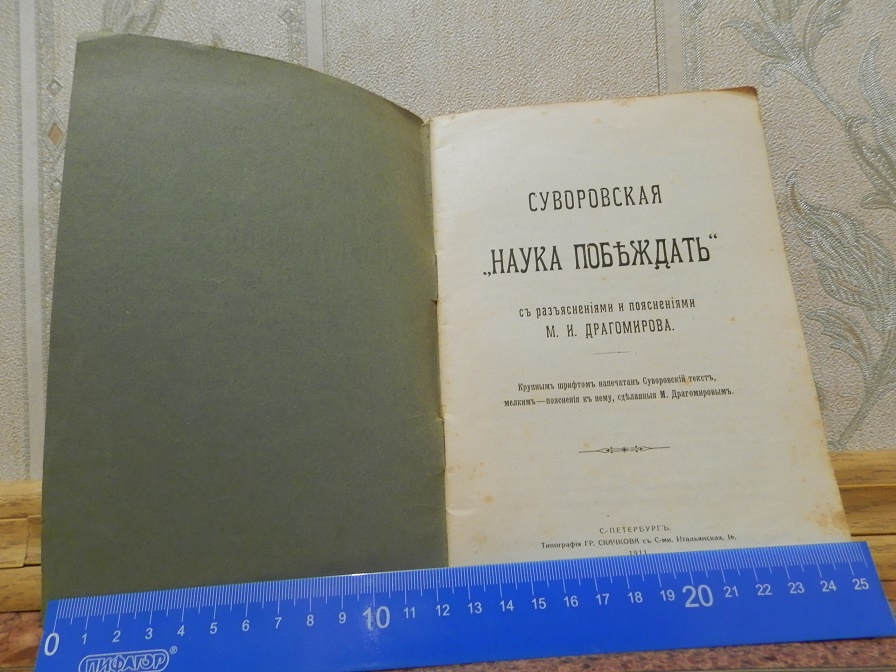 СУВОРОВСКАЯ
„НАУКА ПОБѢЖДАТЬ“
съ разъясненіями и поясненіями
М. И. ДРАГОМИРОВА.
Крупнымъ шрифтомъ напечатанъ Суворовскій текстъ,
мелкимъ—поясненія къ нему, сдѣланныя М. Драгомировымъ.
С.-ПЕТЕРБУРГЪ.
Типографія ГР. СКАЧКОВА съ С-ми, Итальянская, 16.
1911
0 1 2 3 4 5 6 7 8 9 10 11 12 13 14 15 16 17 18 19 20 21 22 23 24 25
ПИФАГОР®